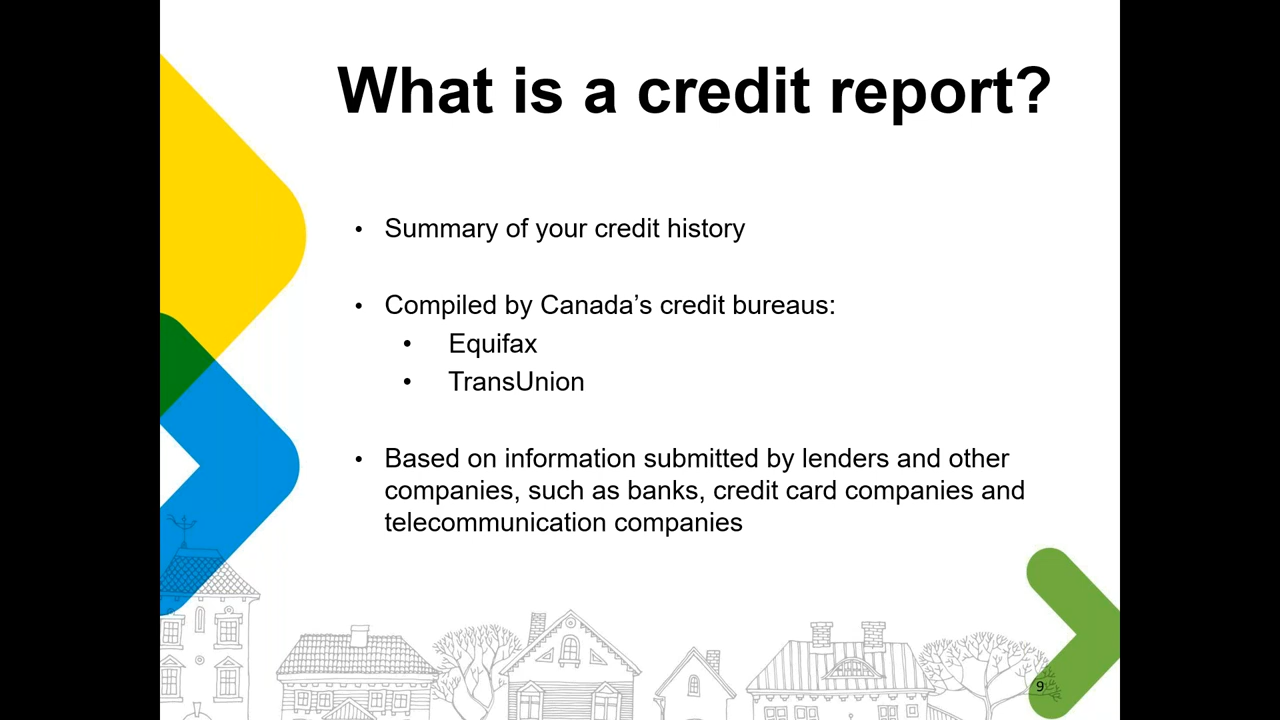 What is a credit report?
• Summary of your credit history
• Compiled by Canada’s credit bureaus:
• Equifax
• TransUnion
• Based on information submitted by lenders and other
companies, such as banks, credit card companies and
telecommunication companies
9